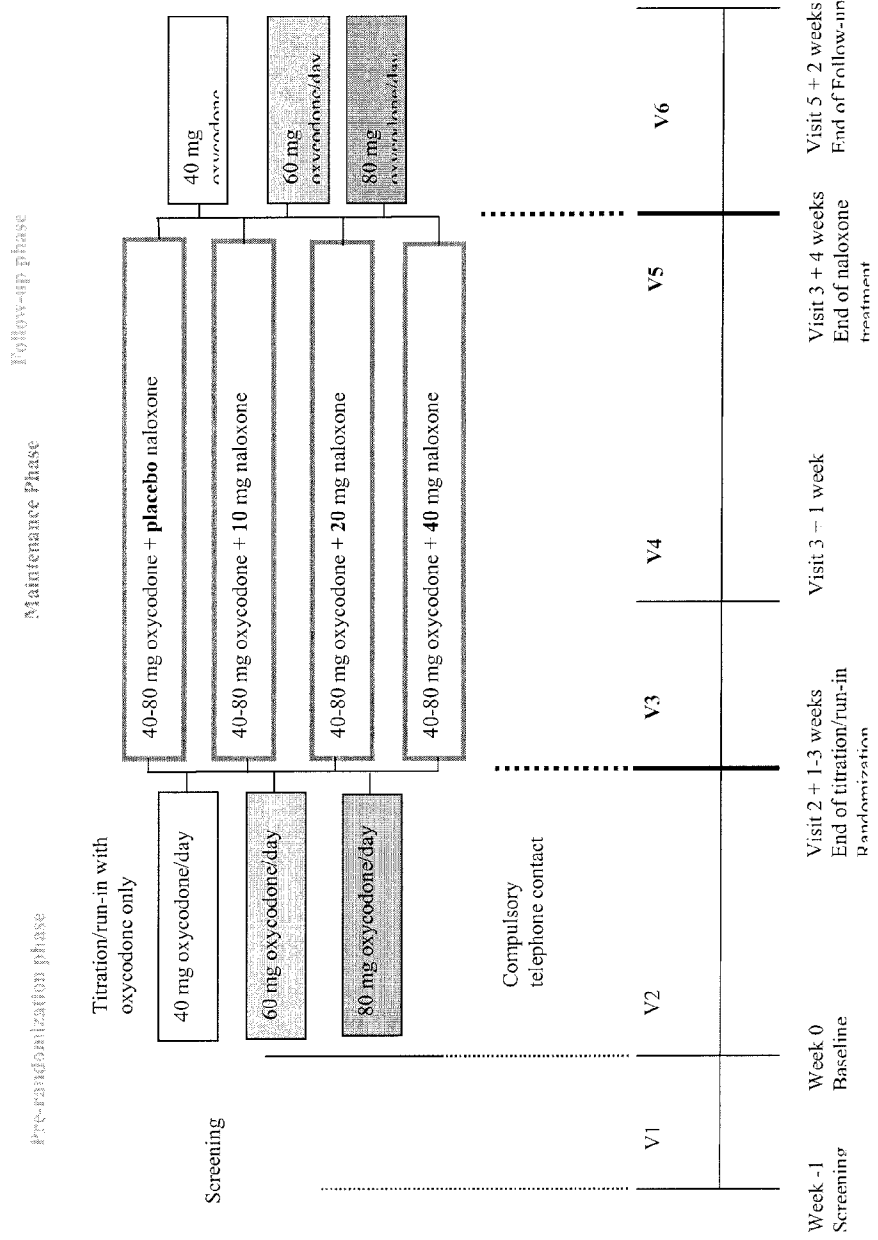 Pre-randomization phase
Maintenance Phase
Follow-up phase
Screening
Titration/run-in with
oxycodone only
40 mg oxycodone/day
60 mg oxycodone/day
80 mg oxycodone/day
Compulsory
telephone contact
40-80 mg oxycodone + placebo naloxone
40-80 mg oxycodone + 10 mg naloxone
40-80 mg oxycodone + 20 mg naloxone
40-80 mg oxycodone + 40 mg naloxone
40 mg
oxycodone
60 mg
oxycodone/day
80 mg
oxycodone/day
V1
V2
V3
V4
V5
V6
Week -1
Screening
Week 0
Baseline
Visit 2 + 1-3 weeks
End of titration/run-in
Randomization
Visit 3 + 1 week
Visit 3 + 4 weeks
End of naloxone
treatment
Visit 5 + 2 weeks
End of Follow-up